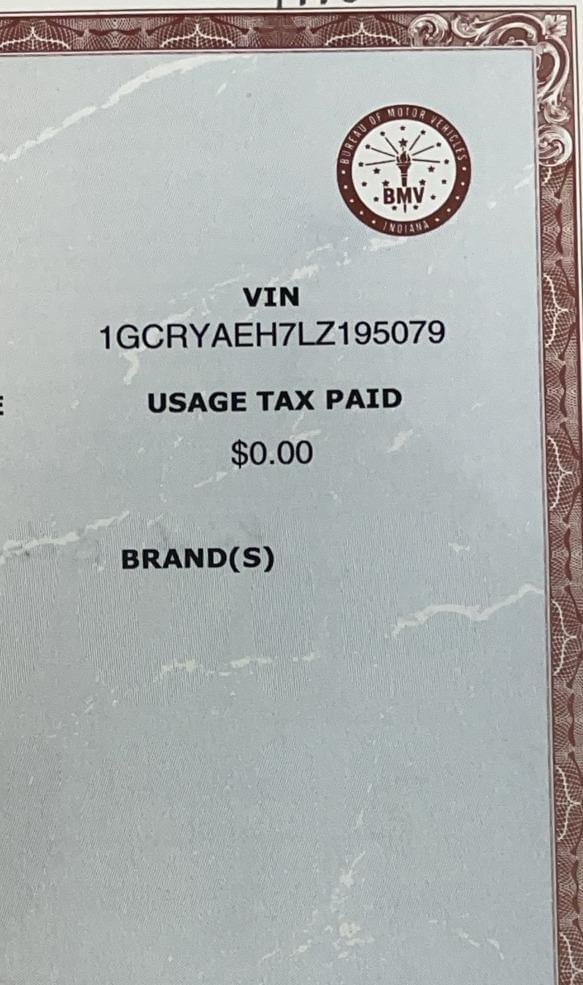 BUREAU OF MOTOR VEHICLES
BMV
INDIANA
VIN
1GCRYAEH7LZ195079
E
USAGE TAX PAID
$0.00
BRAND(S)